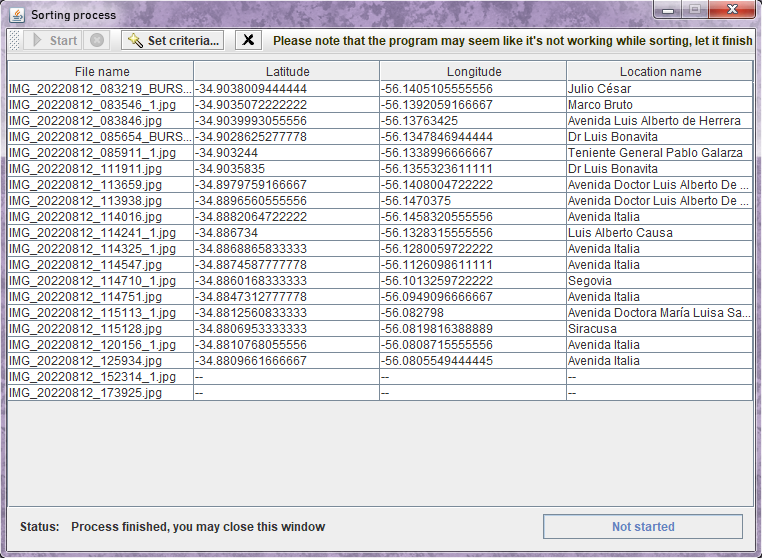 Sorting process
Start Set criteria... X Please note that the program may seem like it's not working while sorting, let it finish
File name Latitude Longitude Location name
IMG_20220812_083219_BURS... -34.9038009444444 -56.1405105555556 Julio César
IMG_20220812_083546_1.jpg -34.9035072222222 -56.1392059166667 Marco Bruto
IMG_20220812_083846.jpg -34.9039993055556 -56.13763425 Avenida Luis Alberto de Herrera
IMG_20220812_085654_BURS... -34.9028625277778 -56.1347846944444 Dr Luis Bonavita
IMG_20220812_085911_1.jpg -34.903244 -56.1338996666667 Teniente General Pablo Galarza
IMG_20220812_111911.jpg -34.9035835 -56.1355323611111 Dr Luis Bonavita
IMG_20220812_113659.jpg -34.8979759166667 -56.1408004722222 Avenida Doctor Luis Alberto De ...
IMG_20220812_113938.jpg -34.8896560555556 -56.1470375 Avenida Doctor Luis Alberto De ...
IMG_20220812_114016.jpg -34.8882064722222 -56.1458320555556 Avenida Italia
IMG_20220812_114241_1.jpg -34.886734 -56.1328315555556 Luis Alberto Causa
IMG_20220812_114325_1.jpg -34.8868865833333 -56.1280059722222 Avenida Italia
IMG_20220812_114547.jpg -34.8874587777778 -56.1126098611111 Avenida Italia
IMG_20220812_114710_1.jpg -34.8860168333333 -56.1013259722222 Segovia
IMG_20220812_114751.jpg -34.8847312777778 -56.0949096666667 Avenida Italia
IMG_20220812_115113_1.jpg -34.8812560833333 -56.082798 Avenida Doctora María Luisa Sa...
IMG_20220812_115128.jpg -34.8806953333333 -56.0819816388889 Siracusa
IMG_20220812_120156_1.jpg -34.8810768055556 -56.0808715555556 Avenida Italia
IMG_20220812_125934.jpg -34.8809661666667 -56.0805549444445 Avenida Italia
IMG_20220812_152314_1.jpg -- -- --
IMG_20220812_173925.jpg -- -- --
Status: Process finished, you may close this window Not started